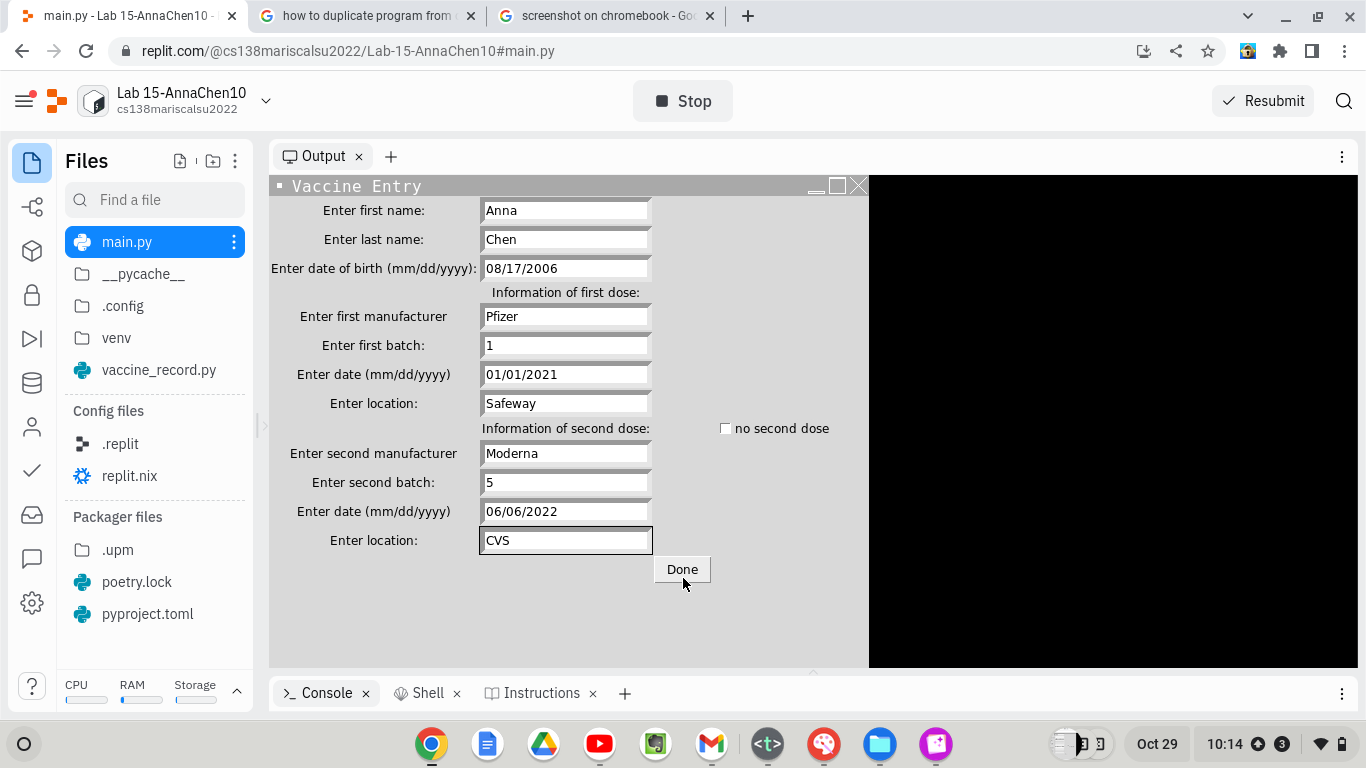 main.py - Lab 15-AnnaChen10 -
how to duplicate program from
screenshot on chromebook - Goo
replit.com/@cs138mariscalsu2022/Lab-15-AnnaChen10#main.py
Lab 15-AnnaChen10
cs138mariscalsu2022
Stop
Resubmit
Files
Find a file
main.py
__pycache__
.config
venv
vaccine_record.py
Config files
.replit
replit.nix
Packager files
.upm
poetry.lock
pyproject.toml
CPU RAM Storage
Output
Vaccine Entry
Enter first name: Anna
Enter last name: Chen
Enter date of birth (mm/dd/yyyy): 08/17/2006
Information of first dose:
Enter first manufacturer Pfizer
Enter first batch: 1
Enter date (mm/dd/yyyy) 01/01/2021
Enter location: Safeway
Information of second dose: no second dose
Enter second manufacturer Moderna
Enter second batch: 5
Enter date (mm/dd/yyyy) 06/06/2022
Enter location: CVS
Done
Console Shell Instructions
Oct 29 10:14 3